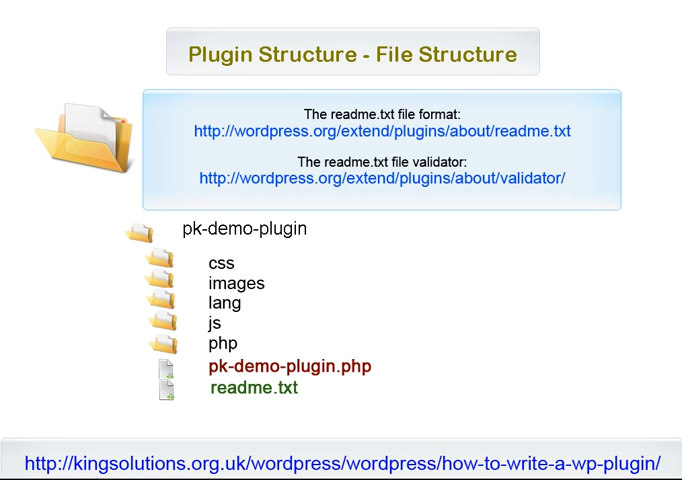 Plugin Structure - File Structure
The readme.txt file format:
http://wordpress.org/extend/plugins/about/readme.txt
The readme.txt file validator:
http://wordpress.org/extend/plugins/about/validator/
pk-demo-plugin
css
images
lang
js
php
pk-demo-plugin.php
readme.txt
http://kingsolutions.org.uk/wordpress/wordpress/how-to-write-a-wp-plugin/